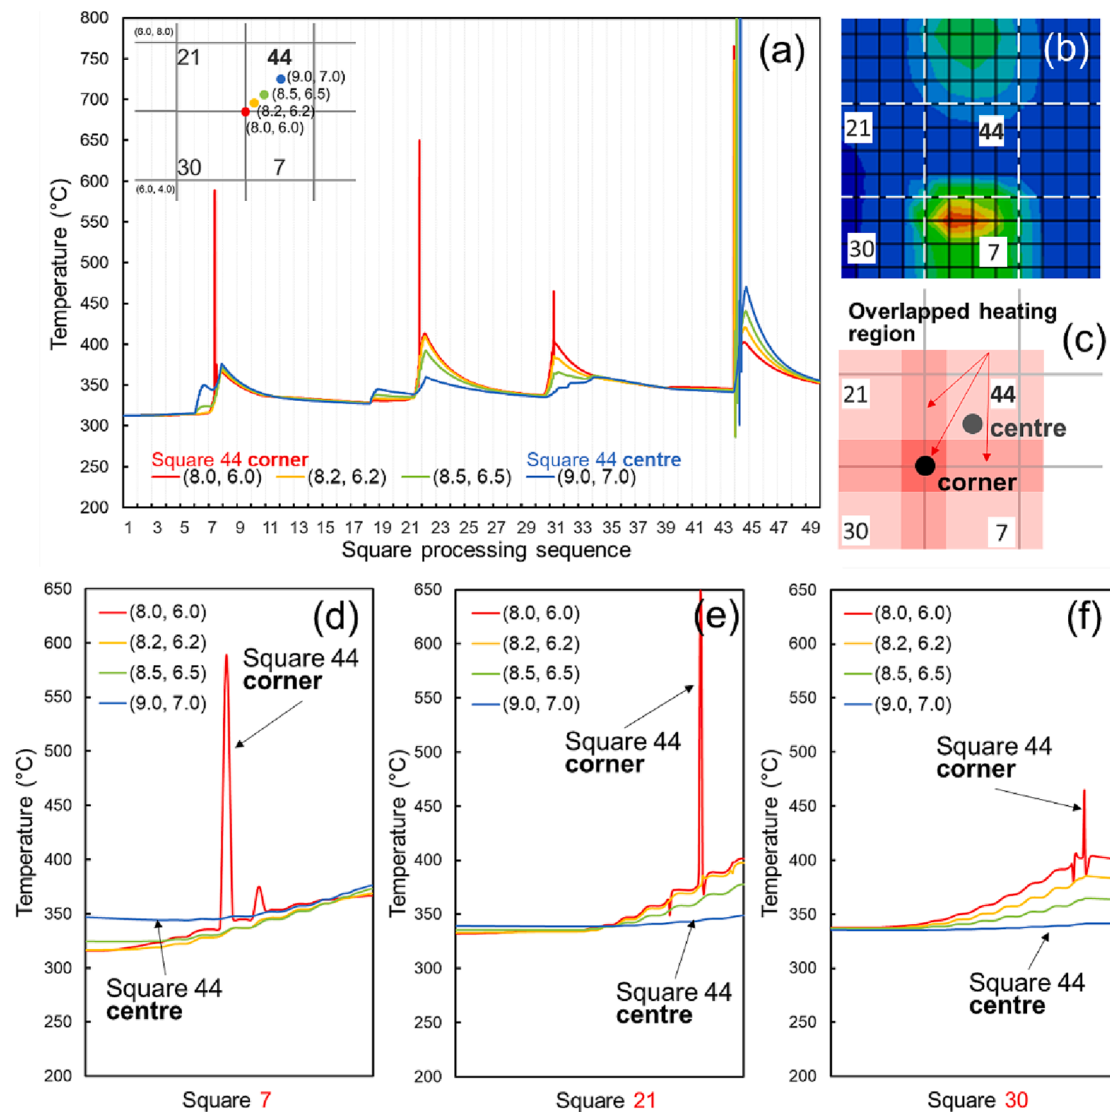 (a)
Temperature (°C)
800
750
700
650
600
550
500
450
400
350
300
250
200
(6.0, 8.0)
21
44
(9.0, 7.0)
(8.5, 6.5)
(8.2, 6.2)
(8.0, 6.0)
30
7
(6.0, 4.0)
Square 44 corner
Square 44 centre
(8.0, 6.0)
(8.2, 6.2)
(8.5, 6.5)
(9.0, 7.0)
1 3 5 7 9 11 13 15 17 19 21 23 25 27 29 31 33 35 37 39 41 43 45 47 49
Square processing sequence
(b)
21
44
30
7
Overlapped heating
region
(c)
21
44
centre
corner
30
7
(d)
Temperature (°C)
650
600
550
500
450
400
350
300
250
200
(8.0, 6.0)
(8.2, 6.2)
(8.5, 6.5)
(9.0, 7.0)
Square 44
corner
Square 44
centre
Square 7
(e)
Temperature (°C)
650
600
550
500
450
400
350
300
250
200
(8.0, 6.0)
(8.2, 6.2)
(8.5, 6.5)
(9.0, 7.0)
Square 44
corner
Square 44
centre
Square 21
(f)
Temperature (°C)
650
600
550
500
450
400
350
300
250
200
(8.0, 6.0)
(8.2, 6.2)
(8.5, 6.5)
(9.0, 7.0)
Square 44
corner
Square 44
centre
Square 30